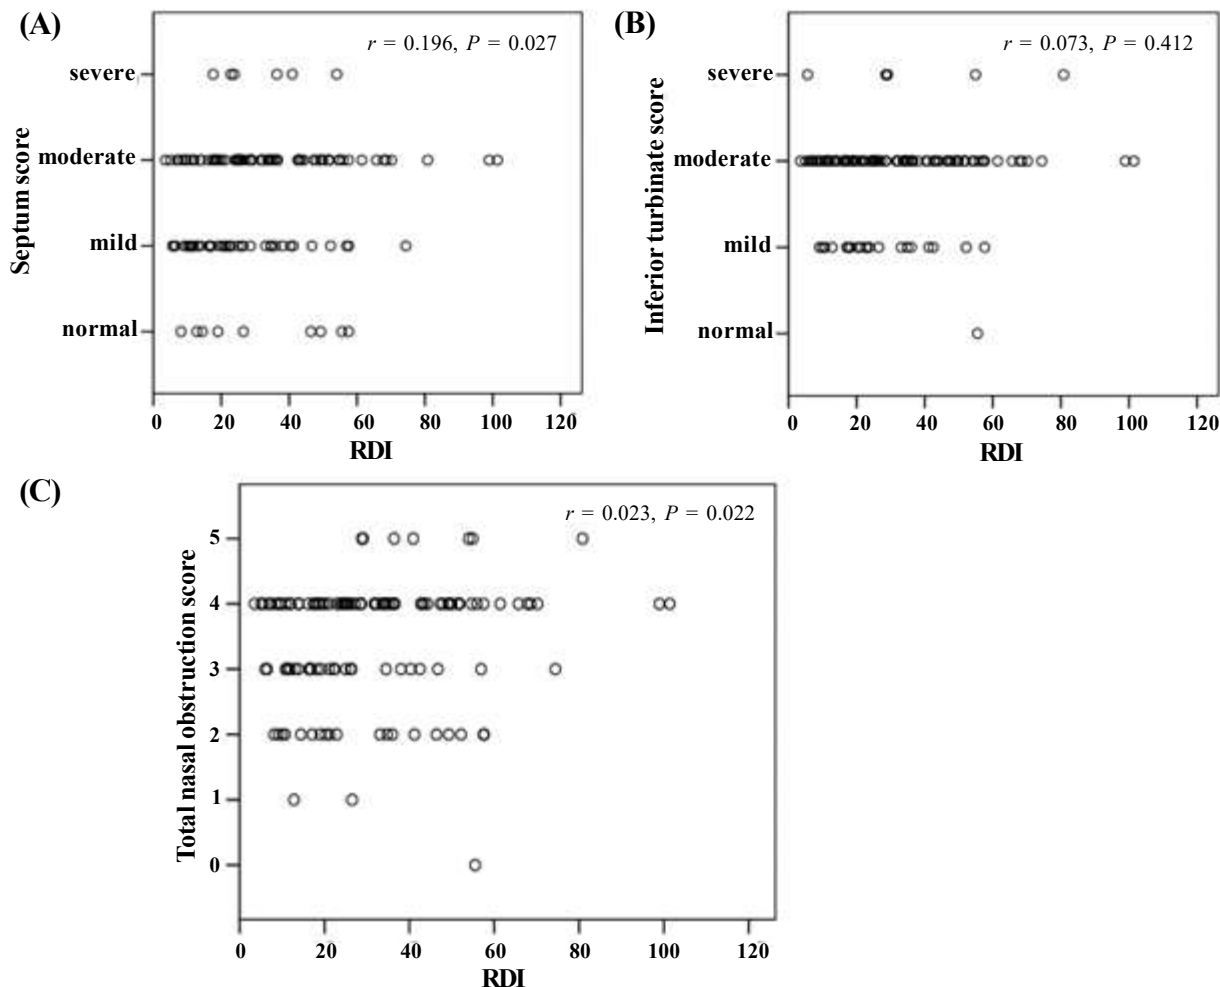 (A)
r = 0.196, P = 0.027
severe
moderate
mild
normal
Septum score
0 20 40 60 80 100 120
RDI
(B)
r = 0.073, P = 0.412
severe
moderate
mild
normal
Inferior turbinate score
0 20 40 60 80 100 120
RDI
(C)
r = 0.023, P = 0.022
5
4
3
2
1
0
Total nasal obstruction score
0 20 40 60 80 100 120
RDI